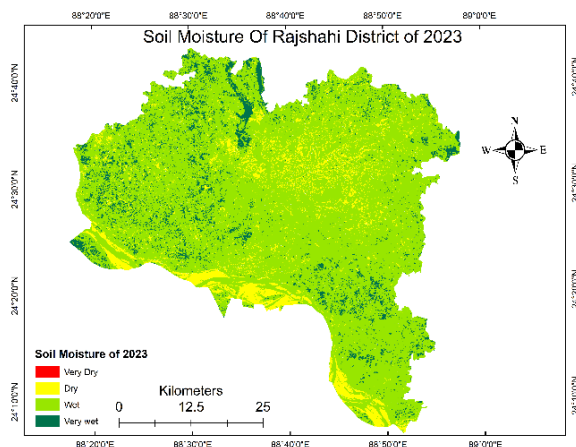 88°20'0"E 88°30'0"E 88°40'0"E 88°50'0"E 89°0'0"E
Soil Moisture Of Rajshahi District of 2023
24°40'0"N
24°30'0"N
24°20'0"N
24°10'0"N
N
W E
S
Soil Moisture of 2023
Very Dry
Dry
Wet
Very wet
Kilometers
0 12.5 25
88°20'0"E 88°30'0"E 88°40'0"E 88°50'0"E 89°0'0"E